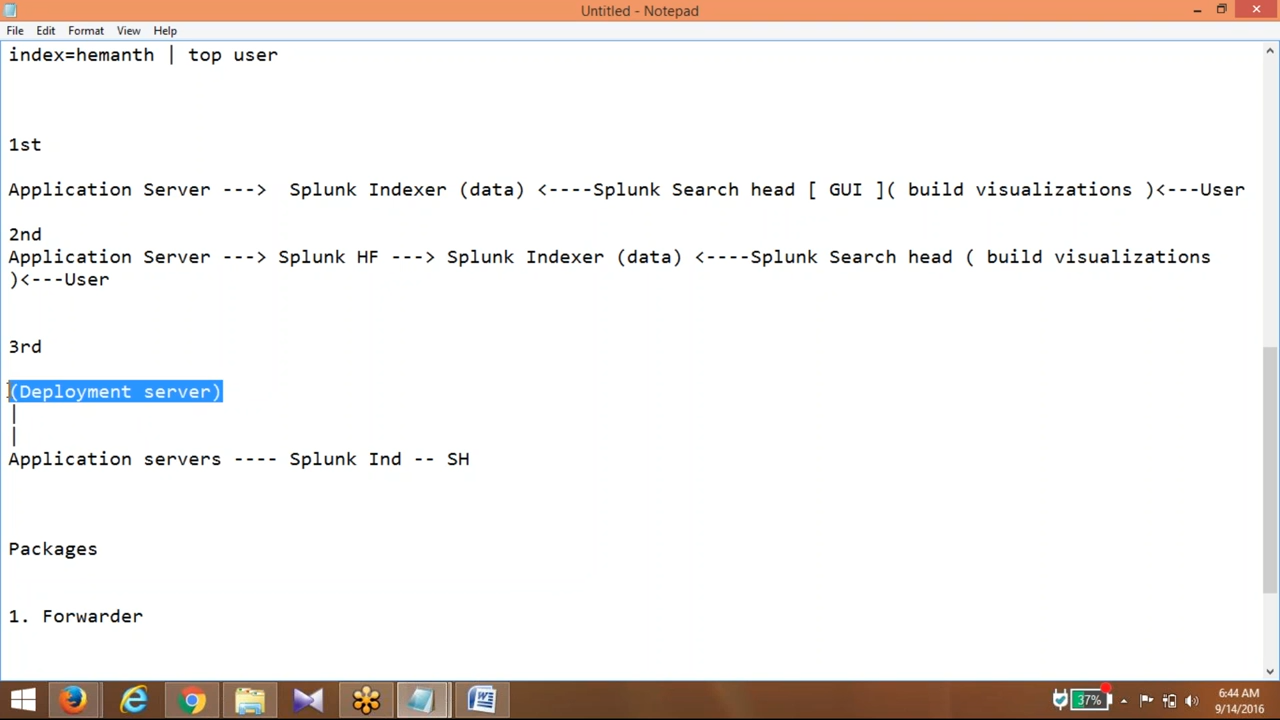 Untitled - Notepad
File Edit Format View Help
index=hemanth | top user
1st
Application Server ---> Splunk Indexer (data) <----Splunk Search head [ GUI ]( build visualizations )<---User
2nd
Application Server ---> Splunk HF ---> Splunk Indexer (data) <----Splunk Search head ( build visualizations
)<---User
3rd
(Deployment server)
|
|
Application servers ---- Splunk Ind -- SH
Packages
1. Forwarder
37%
6:44 AM
9/14/2016